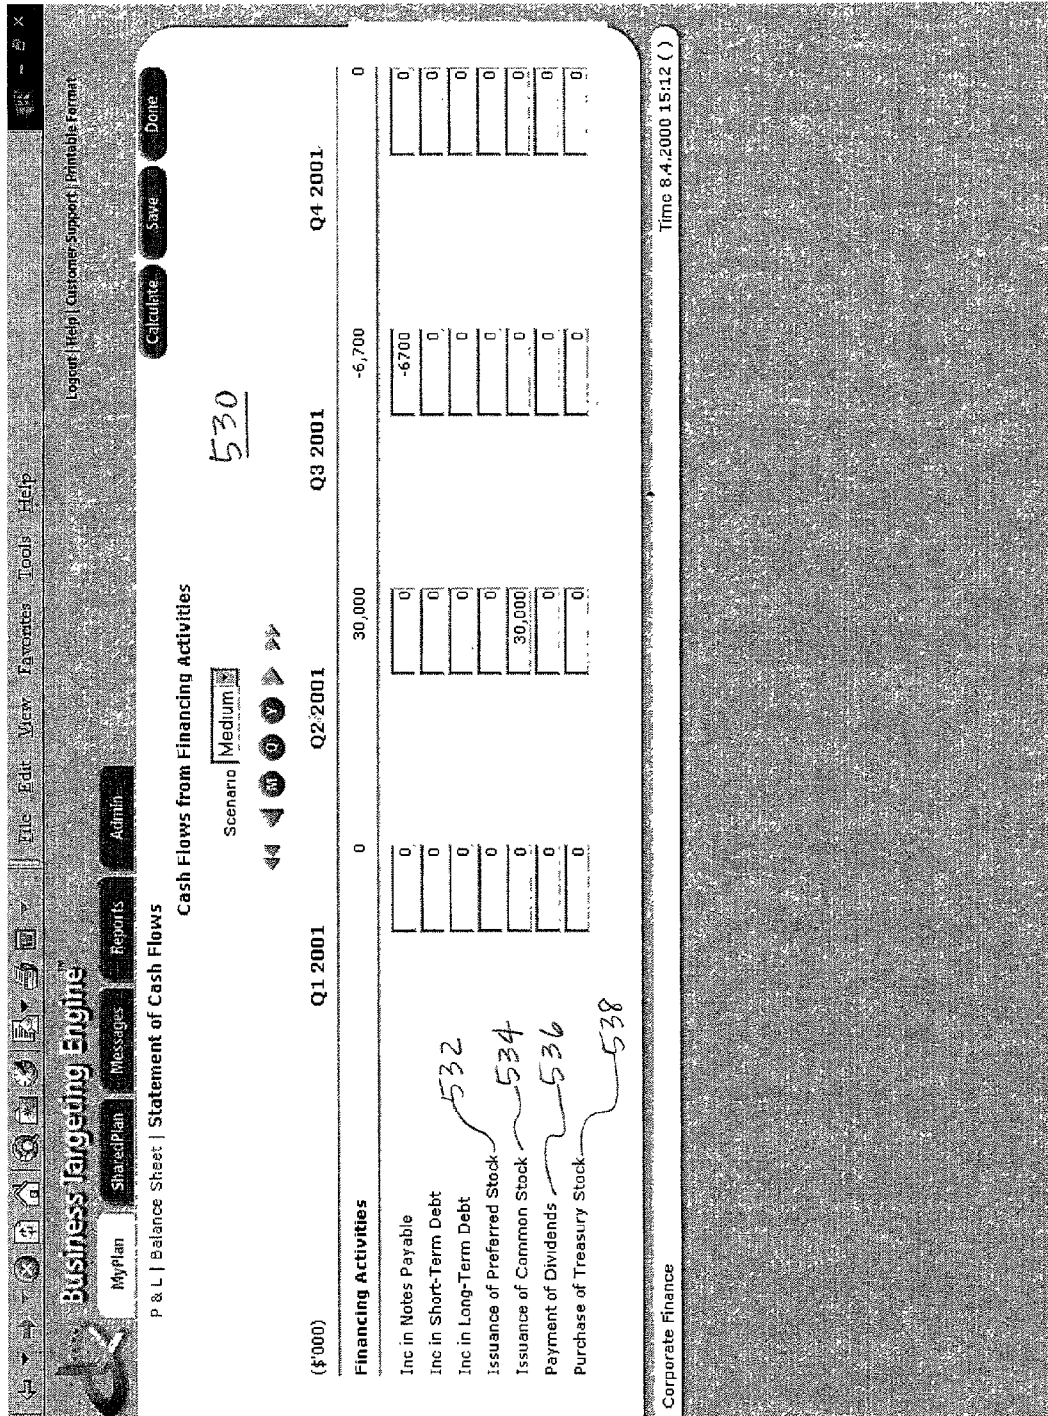 File Edit View Favorites Tools Help
Business Targeting Engine™
Logout | Help | Customer Support | Printable Format
MyPlan SharedPlan Messages Reports Admin
Calculate Save Done
P & L | Balance Sheet | Statement of Cash Flows
Cash Flows from Financing Activities
530
Scenario Medium
M Q Y
($'000) Q1 2001 Q2 2001 Q3 2001 Q4 2001
Financing Activities 0 30,000 -6,700 0
Inc in Notes Payable 0 0 -6700 0
Inc in Short-Term Debt 0 0 0 0
Inc in Long-Term Debt 0 0 0 0
Issuance of Preferred Stock 532 0 0 0 0
Issuance of Common Stock 534 0 30,000 0 0
Payment of Dividends 536 0 0 0 0
Purchase of Treasury Stock 538 0 0 0 0
Corporate Finance Time 8.4.2000 15:12 ( )